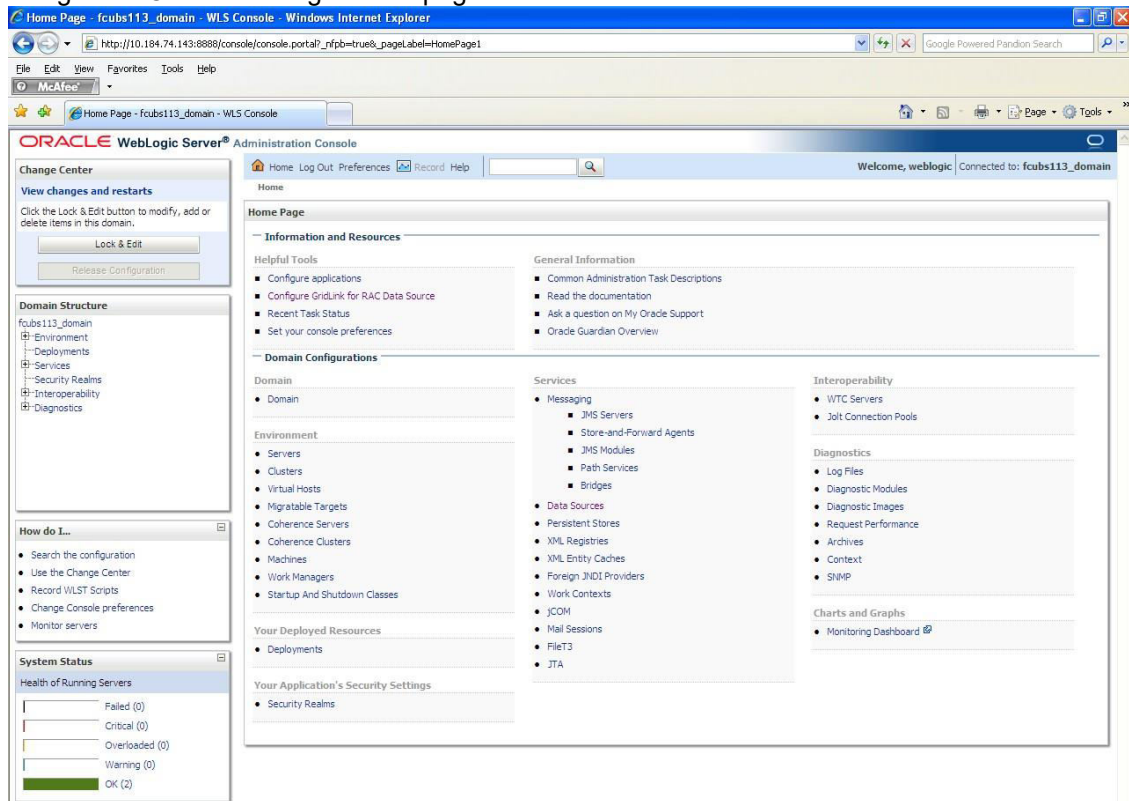 Home Page - fcubs113_domain - WLS Console - Windows Internet Explorer
http://10.184.74.143:8888/console/console.portal?_nfpb=true&_pageLabel=HomePage1
Google Powered Pandion Search
File Edit View Favorites Tools Help
McAfee
Home Page - fcubs113_domain - WLS Console
Page Tools
ORACLE WebLogic Server® Administration Console
Change Center
View changes and restarts
Click the Lock & Edit button to modify, add or
delete items in this domain.
Lock & Edit
Release Configuration
Domain Structure
fcubs113_domain
Environment
Deployments
Services
Security Realms
Interoperability
Diagnostics
How do I...
Search the configuration
Use the Change Center
Record WLST Scripts
Change Console preferences
Monitor servers
System Status
Health of Running Servers
Failed (0)
Critical (0)
Overloaded (0)
Warning (0)
OK (2)
Home Log Out Preferences Record Help
Welcome, weblogic Connected to: fcubs113_domain
Home
Home Page
Information and Resources
Helpful Tools
Configure applications
Configure GridLink for RAC Data Source
Recent Task Status
Set your console preferences
General Information
Common Administration Task Descriptions
Read the documentation
Ask a question on My Oracle Support
Oracle Guardian Overview
Domain Configurations
Domain
Domain
Environment
Servers
Clusters
Virtual Hosts
Migratable Targets
Coherence Servers
Coherence Clusters
Machines
Work Managers
Startup And Shutdown Classes
Your Deployed Resources
Deployments
Your Application's Security Settings
Security Realms
Services
Messaging
JMS Servers
Store-and-Forward Agents
JMS Modules
Path Services
Bridges
Data Sources
Persistent Stores
XML Registries
XML Entity Caches
Foreign JNDI Providers
Work Contexts
jCOM
Mail Sessions
FileT3
JTA
Interoperability
WTC Servers
Jolt Connection Pools
Diagnostics
Log Files
Diagnostic Modules
Diagnostic Images
Request Performance
Archives
Context
SNMP
Charts and Graphs
Monitoring Dashboard